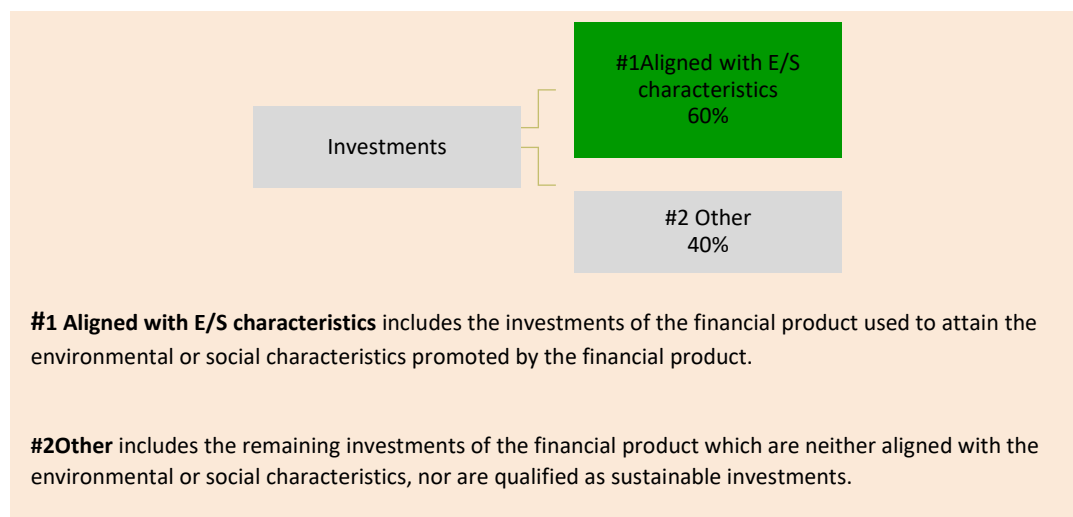 #1Aligned with E/S
characteristics
60%
Investments
#2 Other
40%
#1 Aligned with E/S characteristics includes the investments of the financial product used to attain the
environmental or social characteristics promoted by the financial product.
#2Other includes the remaining investments of the financial product which are neither aligned with the
environmental or social characteristics, nor are qualified as sustainable investments.